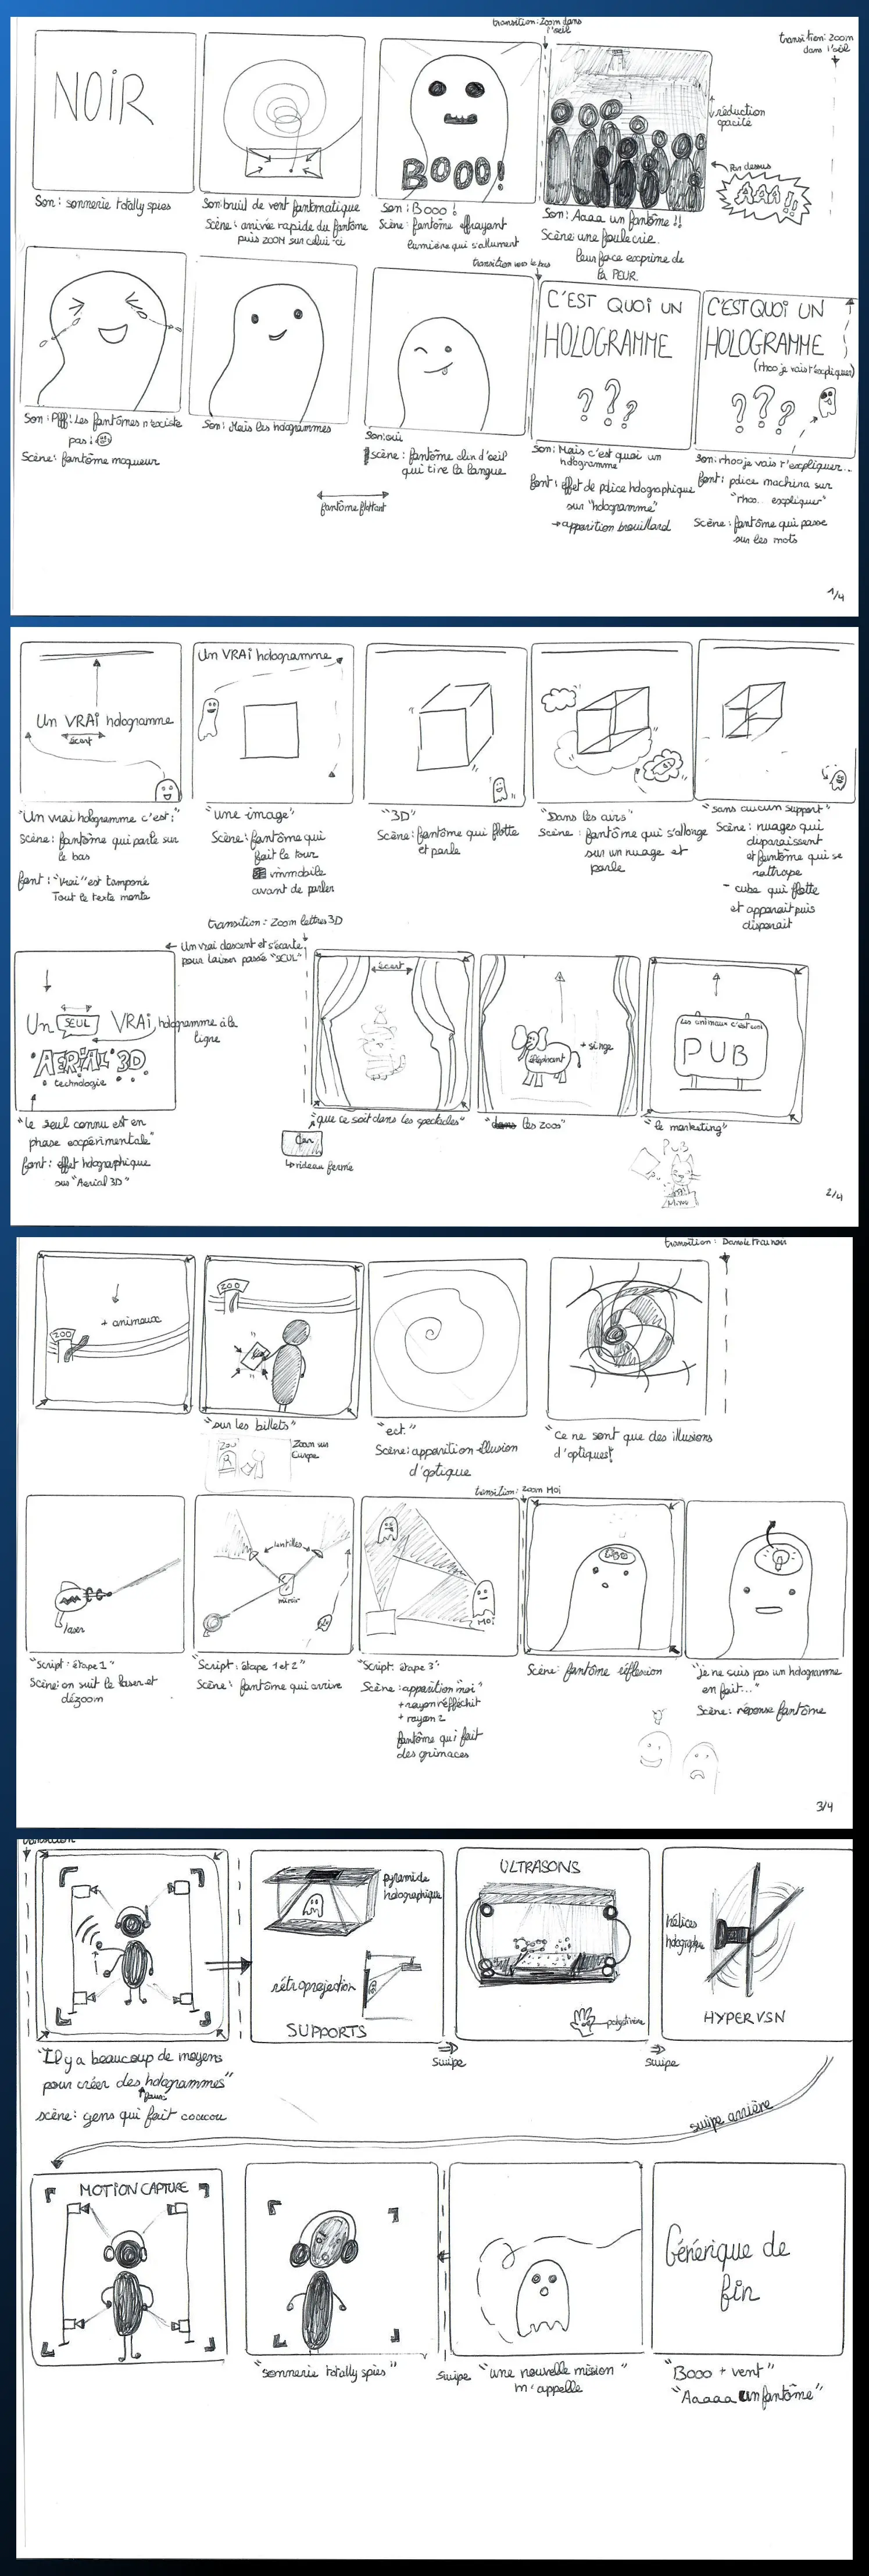 transition: Zoom dans
l'oeil
transition: Zoom
dans l'oeil
NOIR
Son: sonnerie totally spies
Son: bruit de vent fantomatique
Scène: arrivée rapide du fantôme
puis ZOOM sur celui-ci
BOOO!
Son: Booo!
Scène: fantôme effrayant
lumière qui s'allument
réduction
opacité
Par dessus
AAA!!
Son: Aaaa un fantôme!!
Scène une foule crie.
leur face exprime de
la PEUR
transition vers le bas
Son: Pfff! Les fantômes n'existe
pas!
Scène: fantôme moqueur
Son: Mais les hologrammes
Son: oui
Scène: fantôme clin d'oeil
qui tire la langue
fantôme flottant
C'EST QUOI UN
HOLOGRAMME
???
Son: Mais c'est quoi un
hologramme
font: effet de police holographique
sur "hologramme"
→ apparition brouillard
C'EST QUOI UN
HOLOGRAMME
(rhoo je vais t'expliquer)
???
Son: rhoo je vais t'expliquer...
font: police machina sur
"rhoo.. expliquer"
Scène: fantôme qui passe
sur les mots
1/4
Un VRAi hologramme
écart
"Un vrai hologramme c'est:"
Scène: fantôme qui parle sur
le bas
font: "Vrai" est tamponé
Tout le texte monte
Un VRAi hologramme
"une image"
Scène: fantôme qui
fait le tour
immobile
avant de parler
"3D"
Scène: fantôme qui flotte
et parle
"Dans les airs"
Scène: fantôme qui s'allonge
sur un nuage et
parle
"sans aucun support"
Scène: nuages qui
disparaissent
et fantôme qui se
rattrape
- cube qui flotte
et apparait puis
disparait
transition: Zoom lettres 3D
← Un vrai descent et s'écarte
pour laisser passée "SEUL"
Un SEUL VRAi hologramme à la
ligne
"AERiAL 3D
technologie
"le seul connu est en
phase expérimentale"
font: effet holographique
sur "Aerial 3D"
écart
"que ce soit dans les spectacles"
↳ rideau fermé
éléphant
+ singe
"les zoos"
Les animaux c'est cool
PUB
"le marketing"
PUB
2/4
ZOO
+ animaux
ZOO
"sur les billets"
Zoo
Zoom sur
"ect."
Scène: apparition illusion
d'optique
"Ce ne sont que des illusions
d'optiques!"
laser
"Script: étape 1"
Scène: on suit le laser et
dézoom
lentilles
miroir
"Script: étape 1 et 2"
Scène: fantôme qui arrive
MOi
"Script: étape 3"
Scène: apparition "moi"
+ rayon réfléchit
+ rayon 2
fantôme qui fait
des grimaces
transition: zoom Moi
Scène: fantôme réflexion
"je ne suis pas un hologramme
en fait..."
Scène: réponse fantôme
3/4
transition
"Il y a beaucoup de moyens
pour créer des hologrammes"
scène: gens qui fait coucou
pyramide
holographique
rétroprojection
SUPPORTS
swipe
ULTRASONS
polystirène
swipe
hélices
holographique
HYPERVSN
swipe arrière
MOTION CAPTURE
"sonnerie totally spies"
swipe
"une nouvelle mission"
m'appelle
Générique de
fin
"Booo + vent"
"Aaaaa un fantôme"